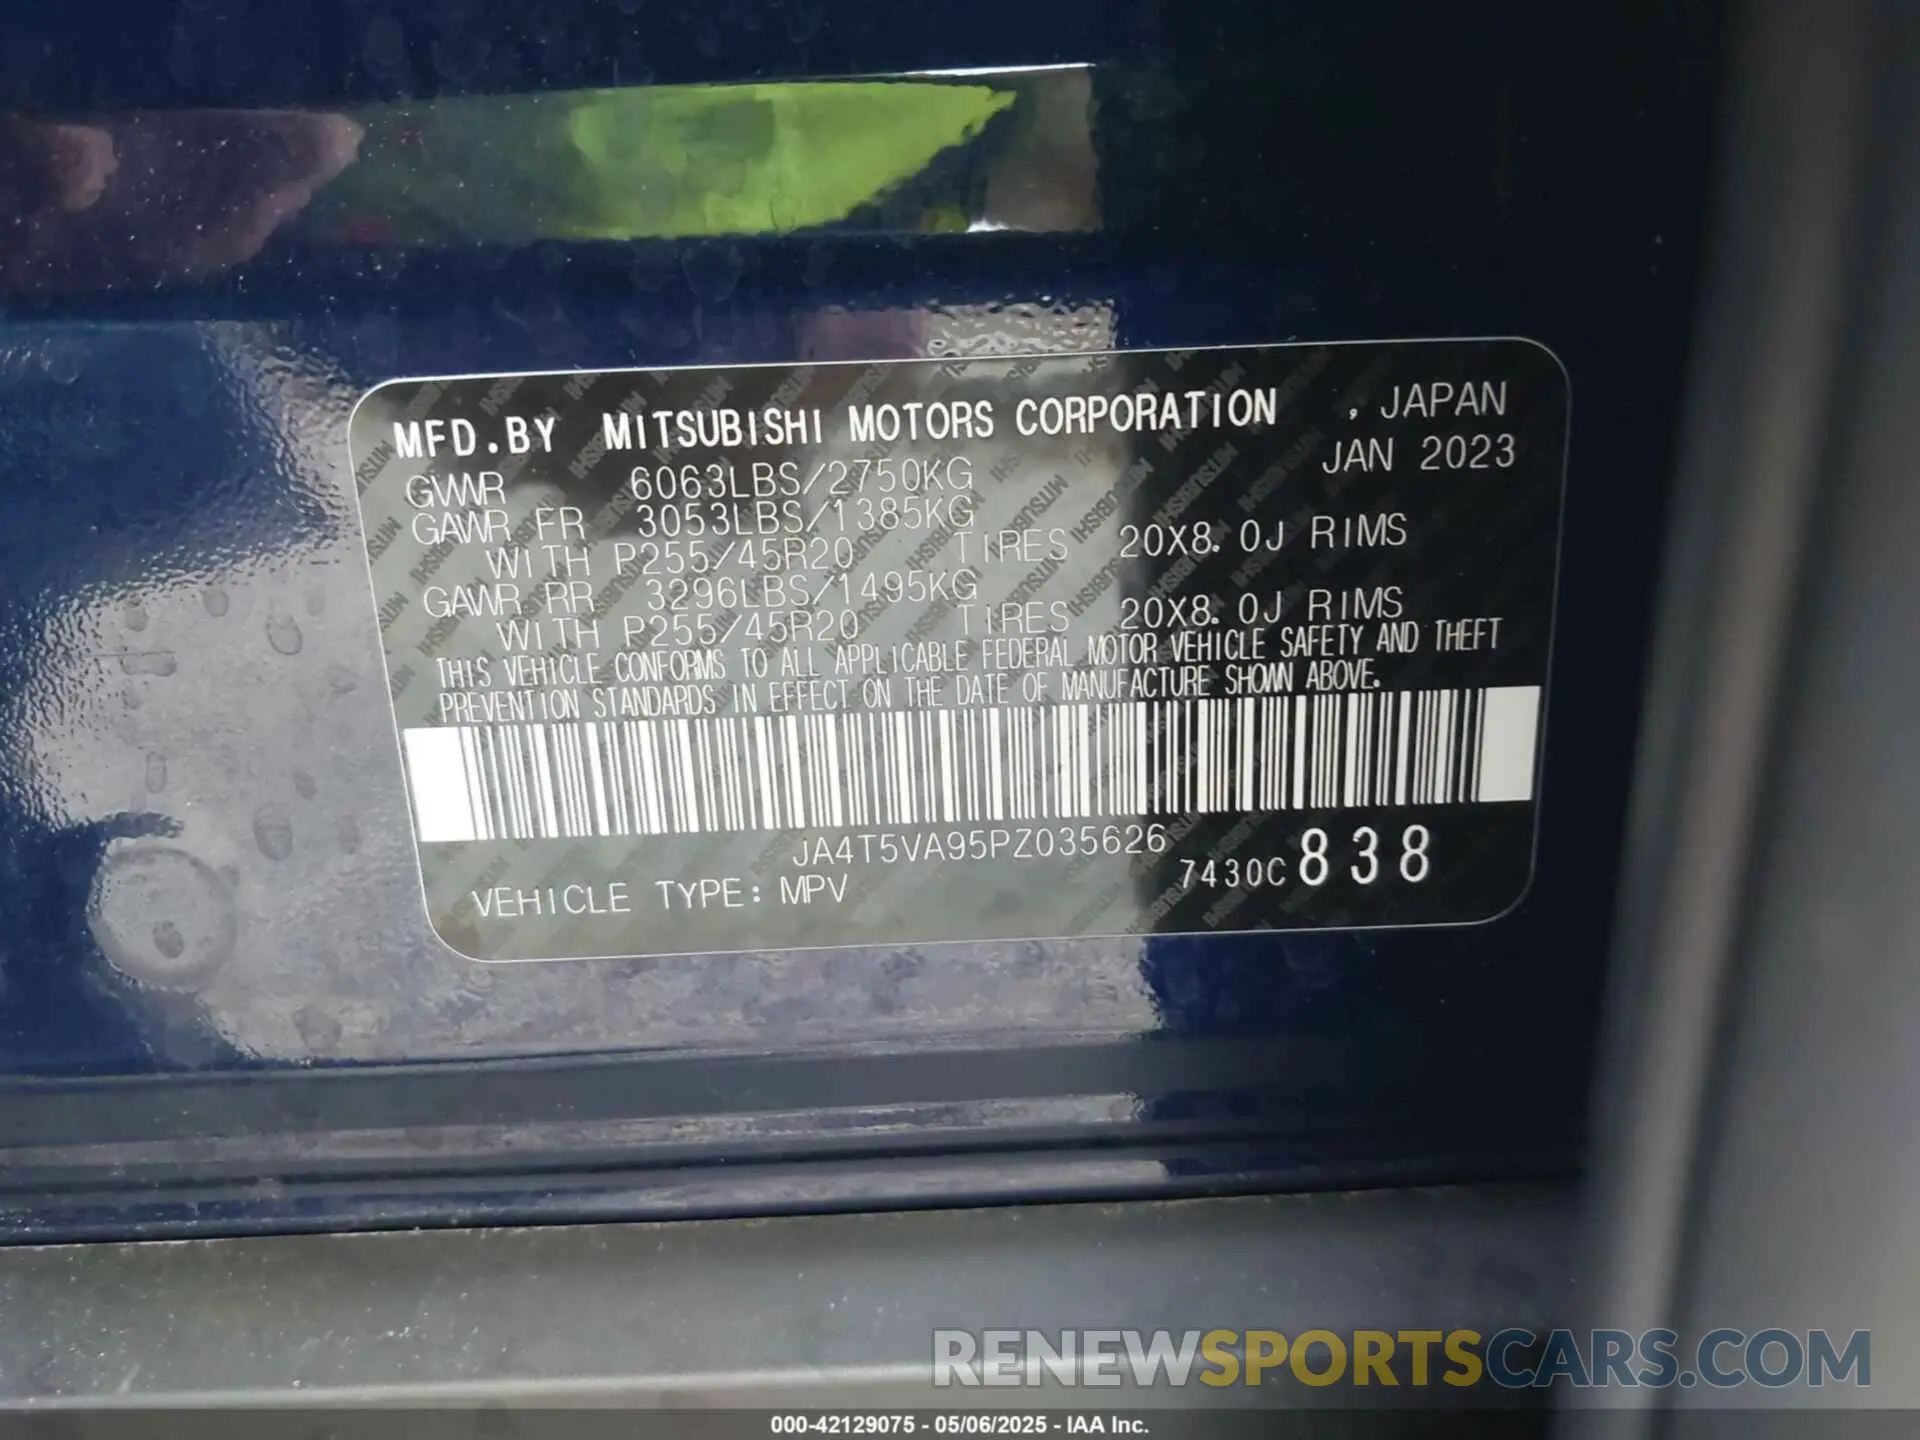 MFD.BY MITSUBISHI MOTORS CORPORATION , JAPAN
JAN 2023
GVWR 6063LBS/2750KG
GAWR FR 3053LBS/1385KG
WITH P255/45R20 TIRES 20X8.0J RIMS
GAWR RR 3296LBS/1495KG
WITH P255/45R20 TIRES 20X8.0J RIMS
THIS VEHICLE CONFORMS TO ALL APPLICABLE FEDERAL MOTOR VEHICLE SAFETY AND THEFT
PREVENTION STANDARDS IN EFFECT ON THE DATE OF MANUFACTURE SHOWN ABOVE.
JA4T5VA95PZ035626
7430C 838
VEHICLE TYPE: MPV
RENEWSPORTSCARS.COM
000-42129075 - 05/06/2025 - IAA Inc.